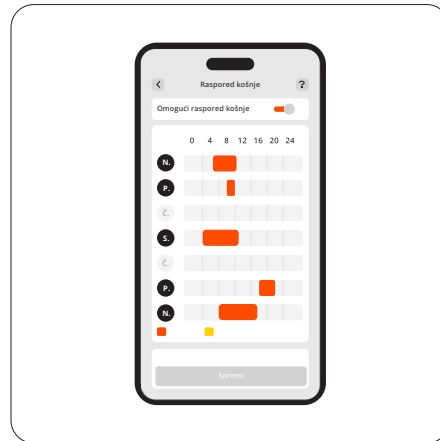 Raspored košnje
?
Omogući raspored košnje
0 4 8 12 16 20 24
N.
P.
Č.
S.
Č.
P.
N.
Spremi